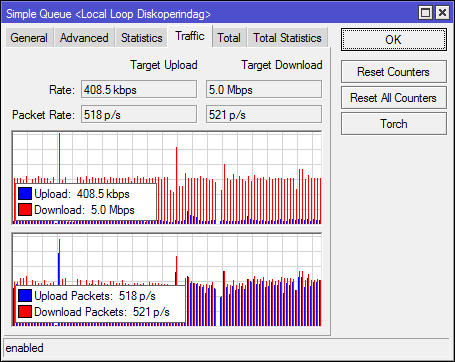 Simple Queue <Local Loop Diskoperindag>
General Advanced Statistics Traffic Total Total Statistics
OK
Target Upload Target Download
Rate: 408.5 kbps 5.0 Mbps
Reset Counters
Packet Rate: 518 p/s 521 p/s
Reset All Counters
Torch
Upload: 408.5 kbps
Download: 5.0 Mbps
Upload Packets: 518 p/s
Download Packets: 521 p/s
enabled